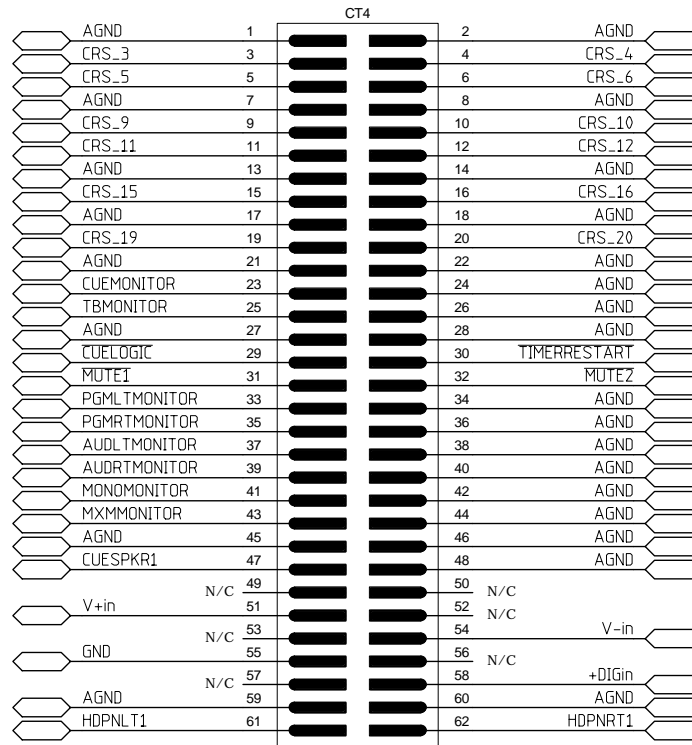 CT4
AGND 1 2 AGND
CRS_3 3 4 CRS_4
CRS_5 5 6 CRS_6
AGND 7 8 AGND
CRS_9 9 10 CRS_10
CRS_11 11 12 CRS_12
AGND 13 14 AGND
CRS_15 15 16 CRS_16
AGND 17 18 AGND
CRS_19 19 20 CRS_20
AGND 21 22 AGND
CUEMONITOR 23 24 AGND
TBMONITOR 25 26 AGND
AGND 27 28 AGND
CUELOGIC 29 30 TIMERRESTART
MUTE1 31 32 MUTE2
PGMLTMONITOR 33 34 AGND
PGMRTMONITOR 35 36 AGND
AUDLTMONITOR 37 38 AGND
AUDRTMONITOR 39 40 AGND
MONOMONITOR 41 42 AGND
MXMMONITOR 43 44 AGND
AGND 45 46 AGND
CUESPKR1 47 48 AGND
N/C 49 50 N/C
V+in 51 52 N/C
N/C 53 54 V-in
GND 55 56 N/C
N/C 57 58 +DIGin
AGND 59 60 AGND
HDPNLT1 61 62 HDPNRT1